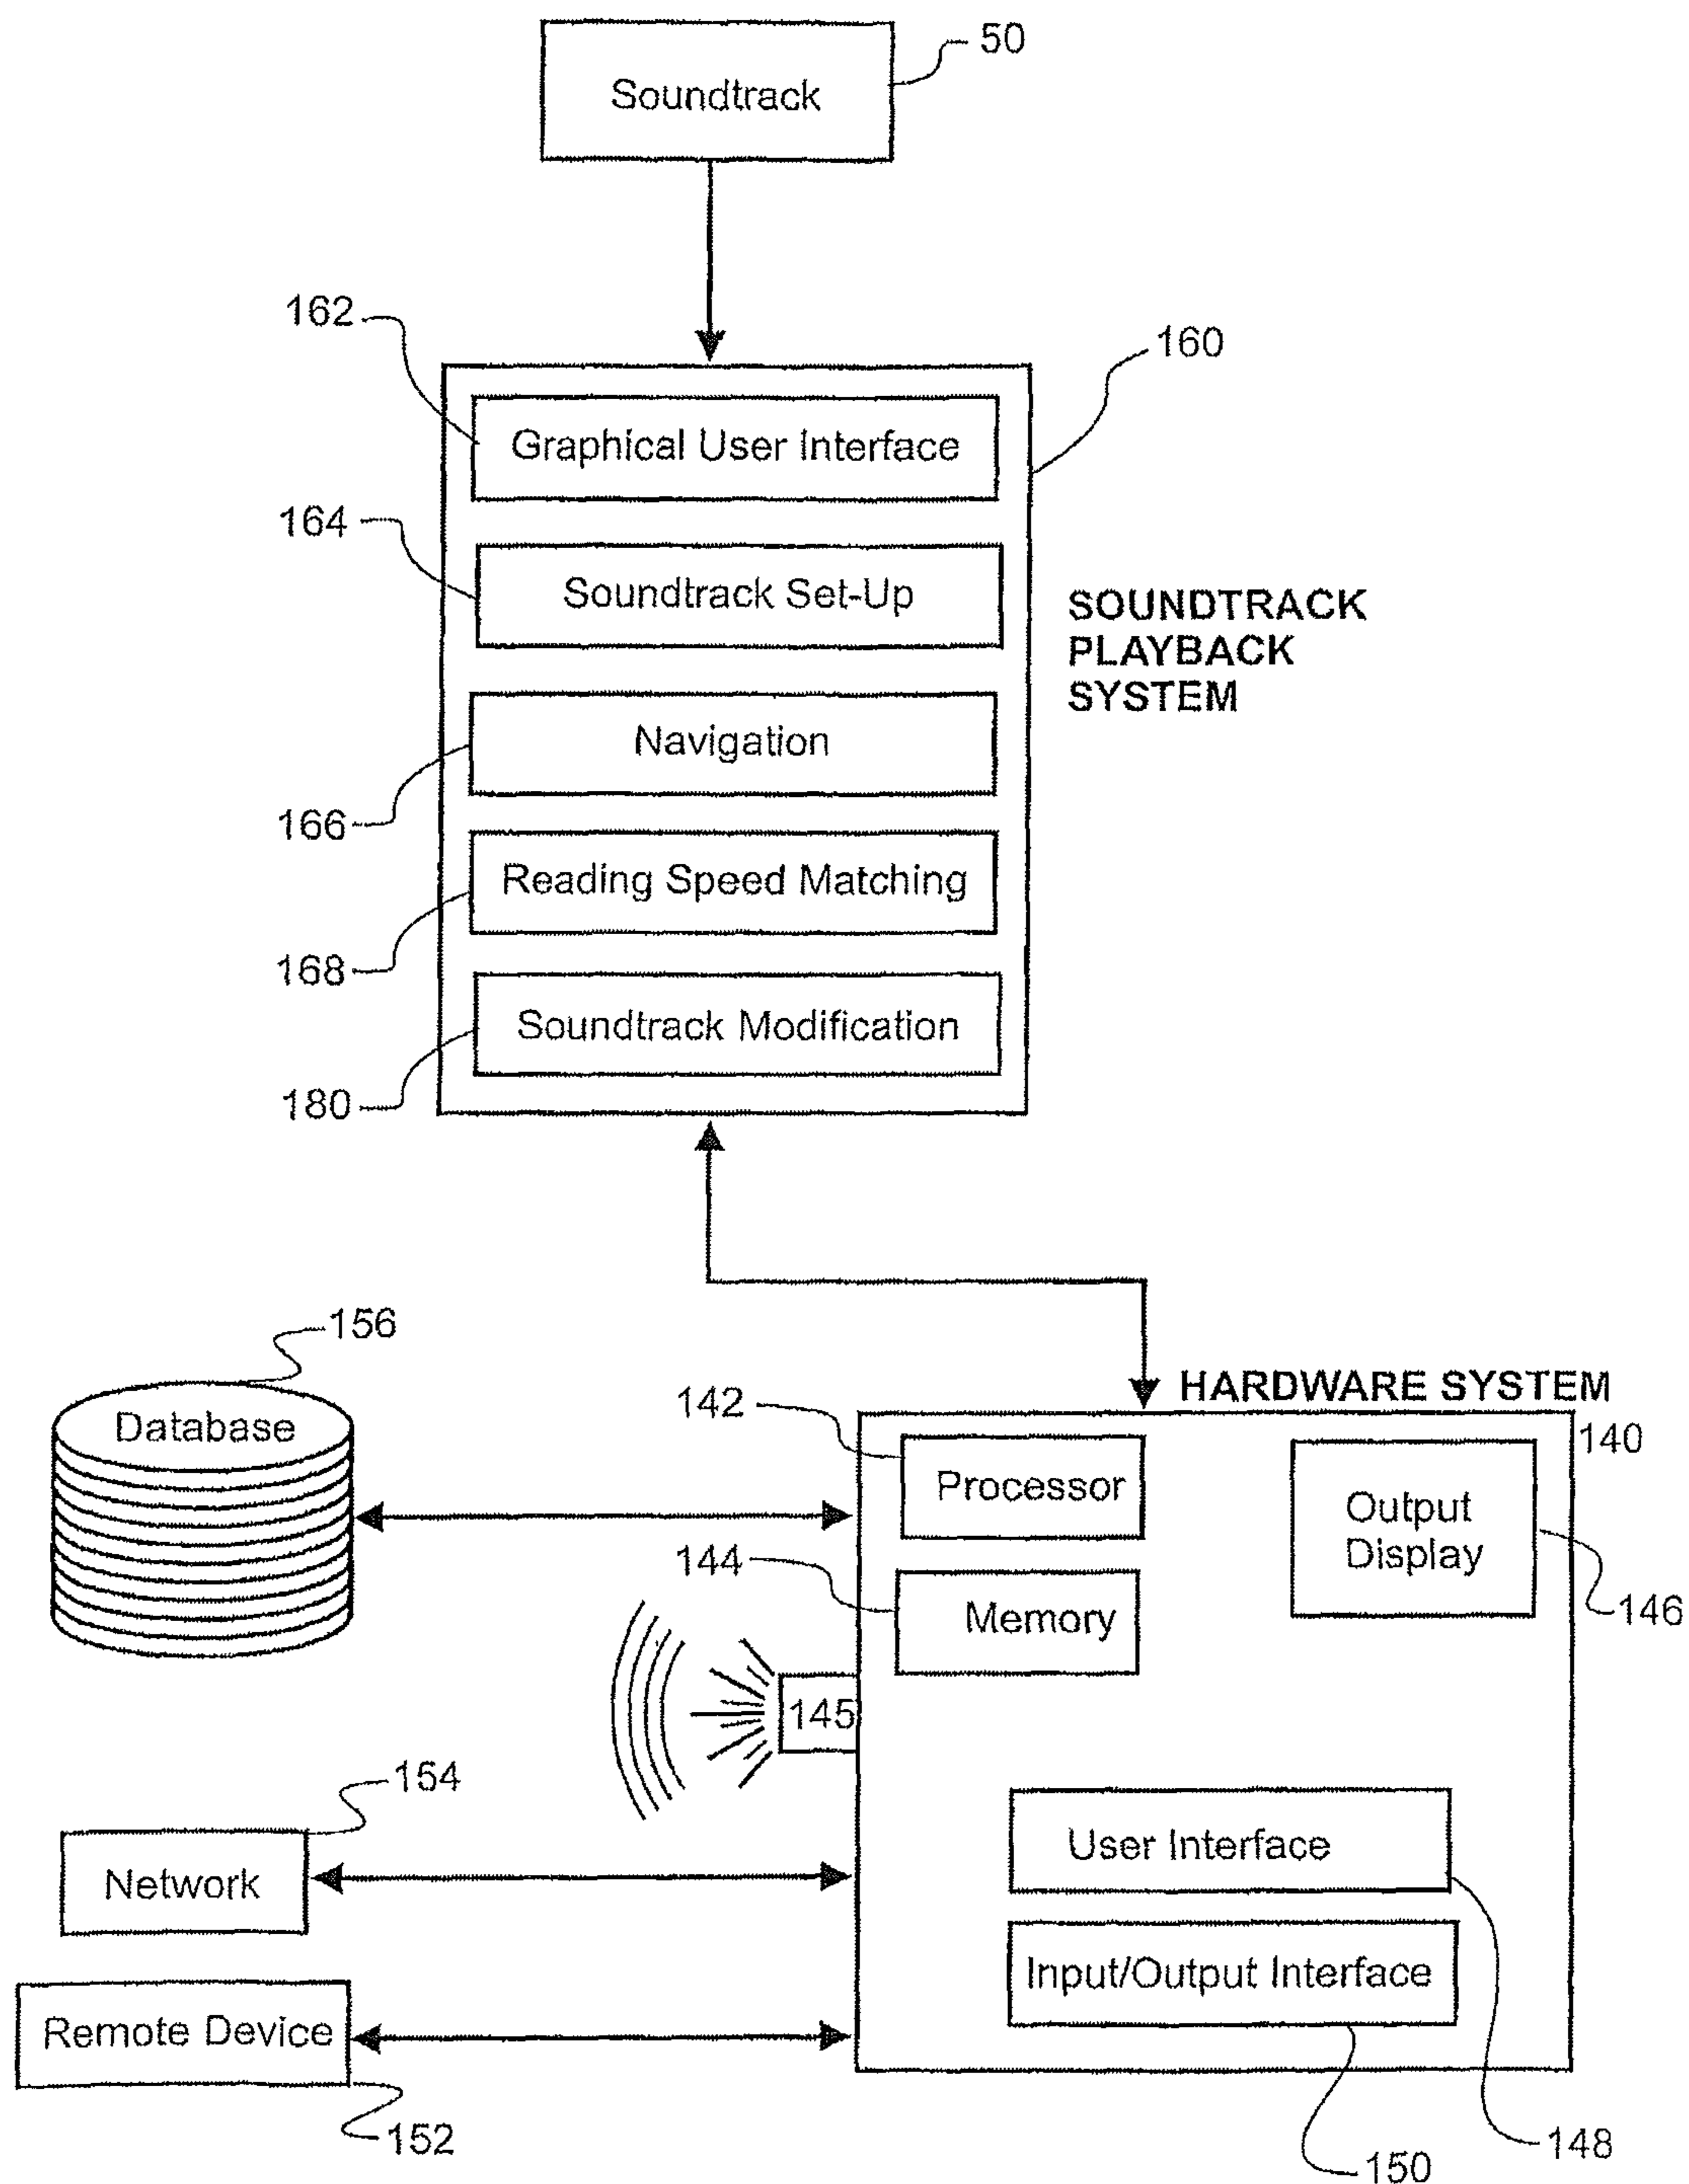 50
Soundtrack
162
160
Graphical User Interface
164
Soundtrack Set-Up
SOUNDTRACK
PLAYBACK
SYSTEM
Navigation
166
Reading Speed Matching
168
Soundtrack Modification
180
156
Database
HARDWARE SYSTEM
142
140
Processor
Output
Display
144
Memory
146
145
154
Network
User Interface
Input/Output Interface
Remote Device
152
148
150